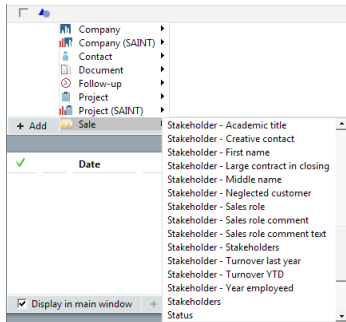 Company
Company (SAINT)
Contact
Document
Follow-up
Project
Project (SAINT)
+ Add
Sale
Stakeholder - Academic title
Stakeholder - Creative contact
Stakeholder - First name
Stakeholder - Large contract in closing
Stakeholder - Middle name
Stakeholder - Neglected customer
Stakeholder - Sales role
Stakeholder - Sales role comment
Stakeholder - Sales role comment text
Stakeholder - Stakeholders
Stakeholder - Turnover last year
Stakeholder - Turnover YTD
Stakeholder - Year employeed
Stakeholders
Status
Date
Display in main window
+